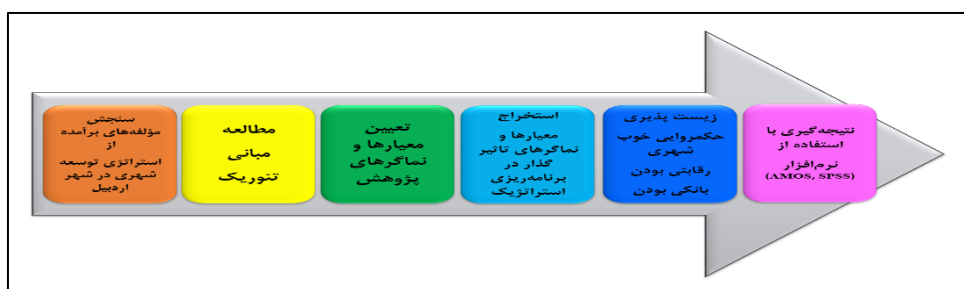 سنجش
مؤلفه‌های برآمده
از
استراتژی توسعه
شهری در شهر
اردبیل
مطالعه
مبانی
تئوریک
تعیین
معیارها و
نماگرهای
پژوهش
استخراج
معیارها و
نماگرهای تاثیر
گذار در
برنامه‌ریزی
استراتژیک
زیست پذیری
حکمروایی خوب
شهری
رقابتی بودن
بانکی بودن
نتیجه‌گیری با
استفاده از
نرم‌افزار
(AMOS, SPSS)